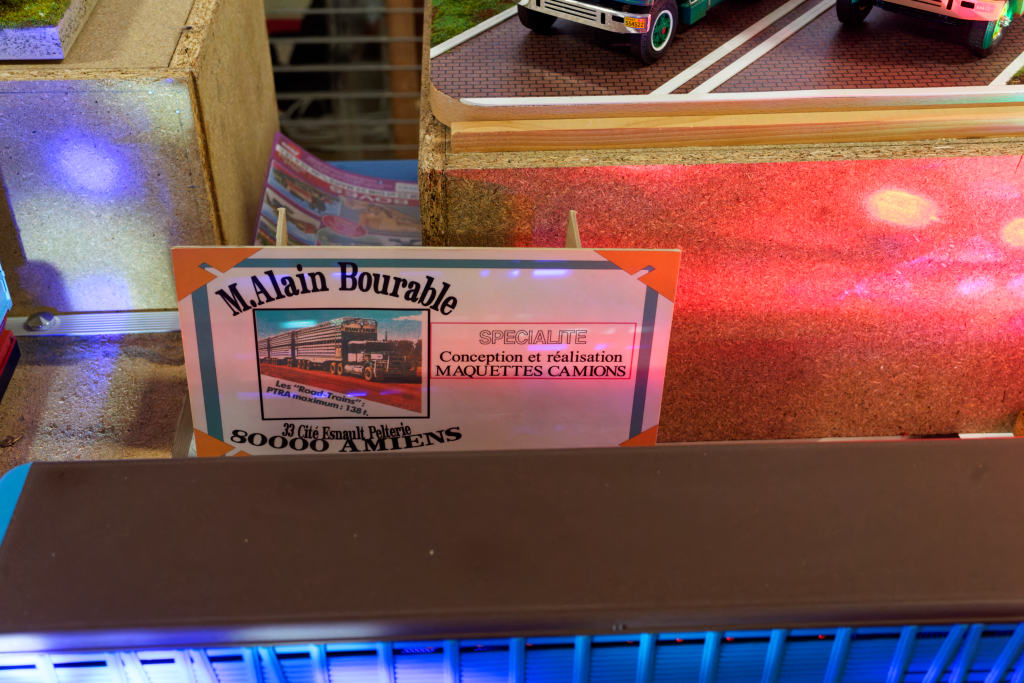 M.Alain Bourable
SPECIALITE
Conception et réalisation
MAQUETTES CAMIONS
Les "Road-Trains":
PTRA maximum : 138 t.
33 Cité Esnault Pelterie
80000 AMIENS